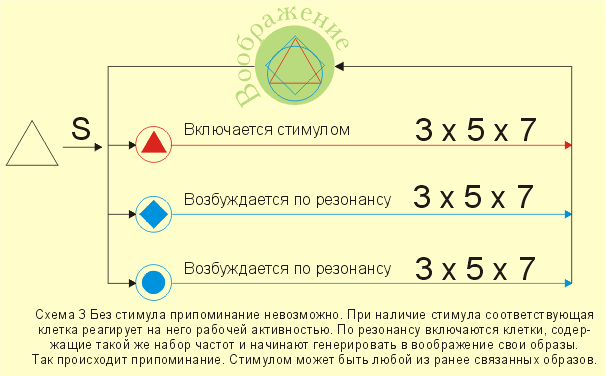 Воображение
S
Включается стимулом 3 x 5 x 7
Возбуждается по резонансу 3 x 5 x 7
Возбуждается по резонансу 3 x 5 x 7
Схема 3 Без стимула припоминание невозможно. При наличие стимула соответствующая
клетка реагирует на него рабочей активностью. По резонансу включаются клетки, содер-
жащие такой же набор частот и начинают генерировать в воображение свои образы.
Так происходит припоминание. Стимулом может быть любой из ранее связанных образов.